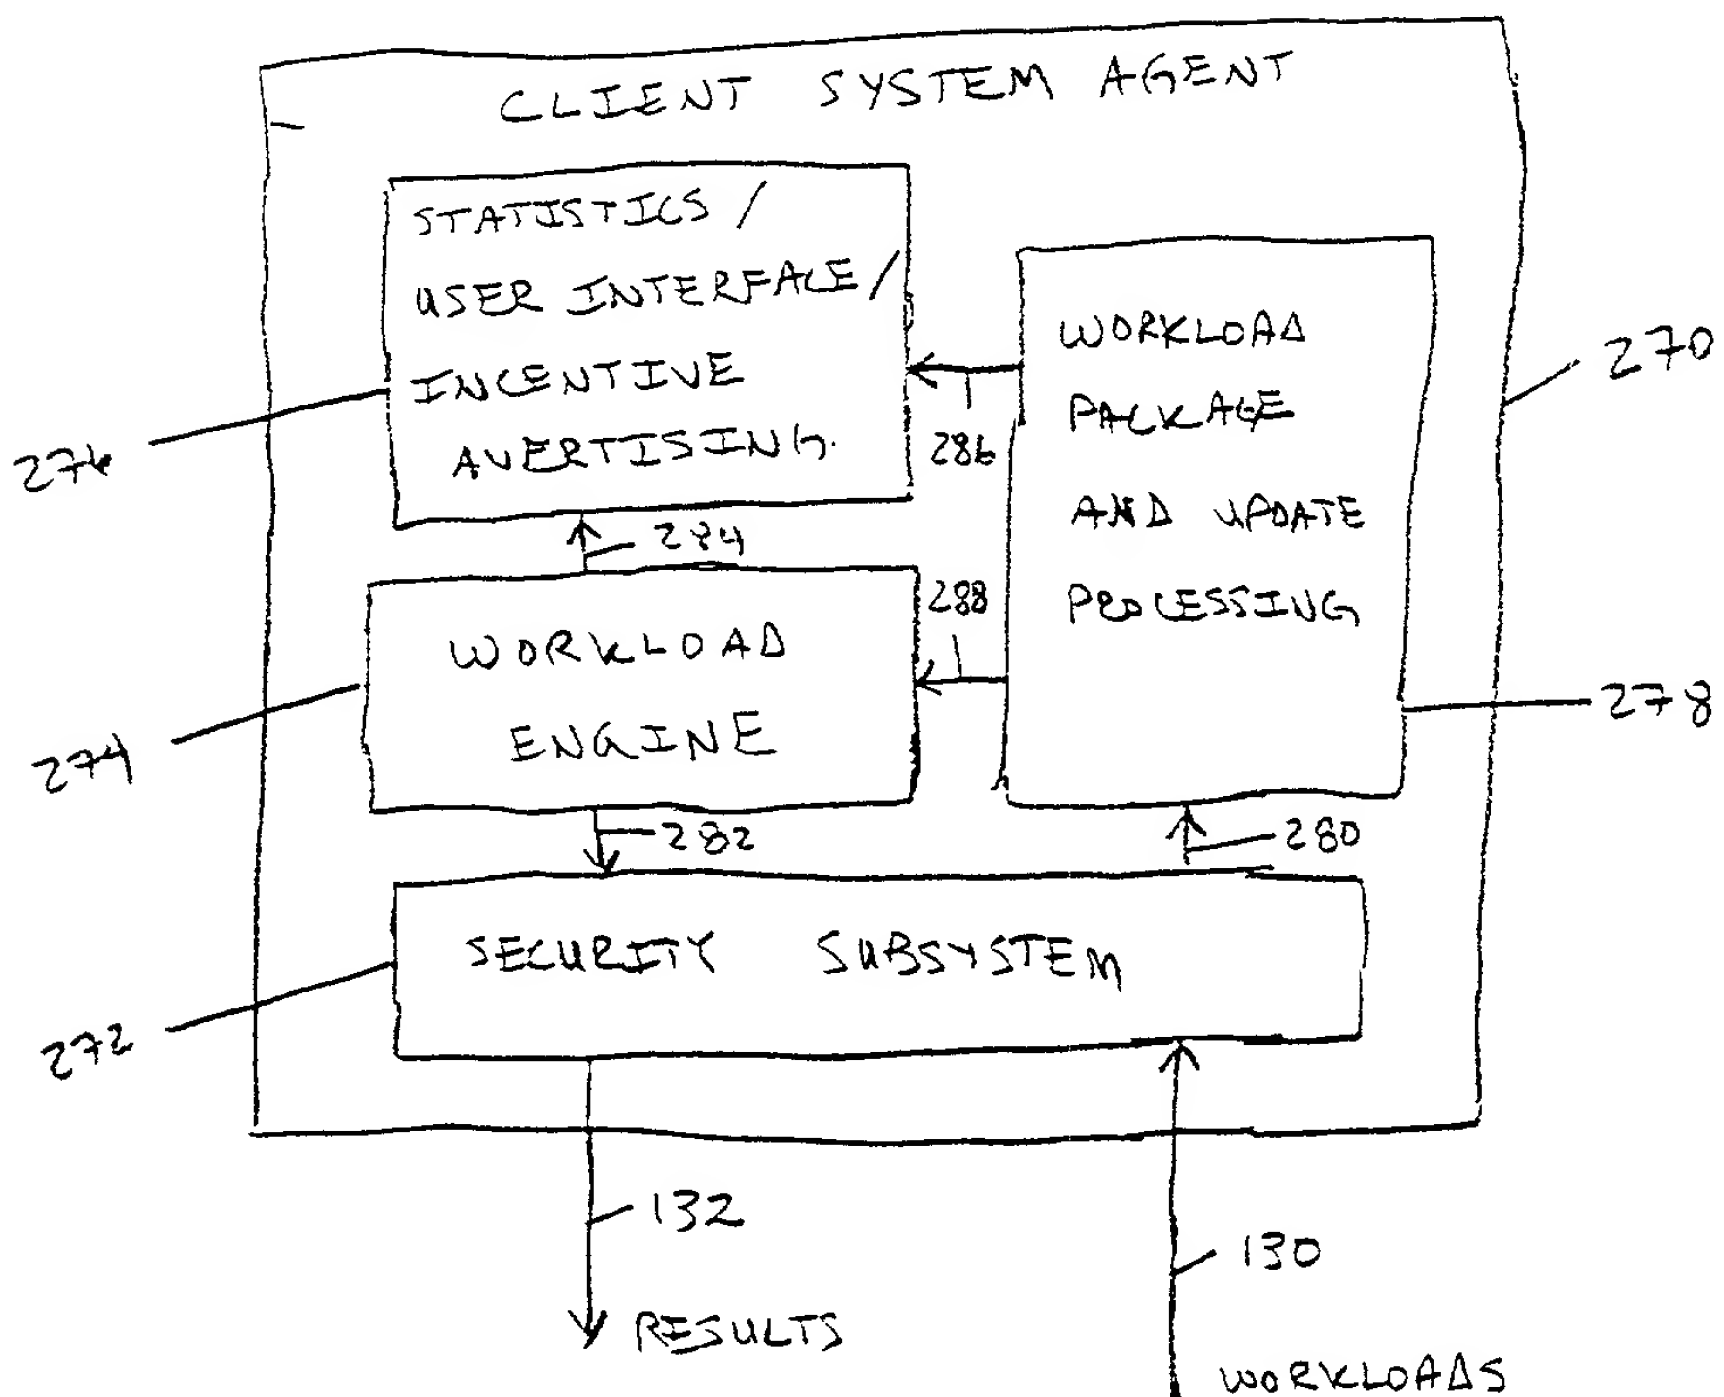 CLIENT SYSTEM AGENT
STATISTICS /
USER INTERFACE /
INCENTIVE
AVERTISING.
276
286
284
WORKLOAD
PACKAGE
AND UPDATE
PROCESSING
270
278
288
WORKLOAD
ENGINE
274
282
280
SECURITY SUBSYSTEM
272
132
130
RESULTS
WORKLOADS